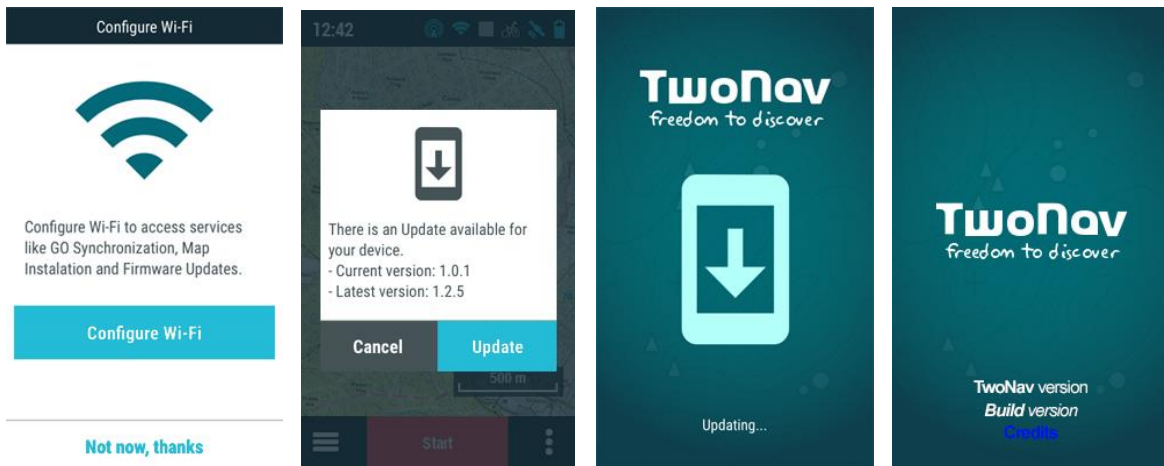 Configure Wi-Fi
Configure Wi-Fi to access services
like GO Synchronization, Map
Instalation and Firmware Updates.
Configure Wi-Fi
Not now, thanks
12:42
There is an Update available for
your device.
- Current version: 1.0.1
- Latest version: 1.2.5
Cancel
Update
500 m
Start
TwoNav
freedom to discover
Updating...
TwoNav
freedom to discover
TwoNav version
Build version
Credits